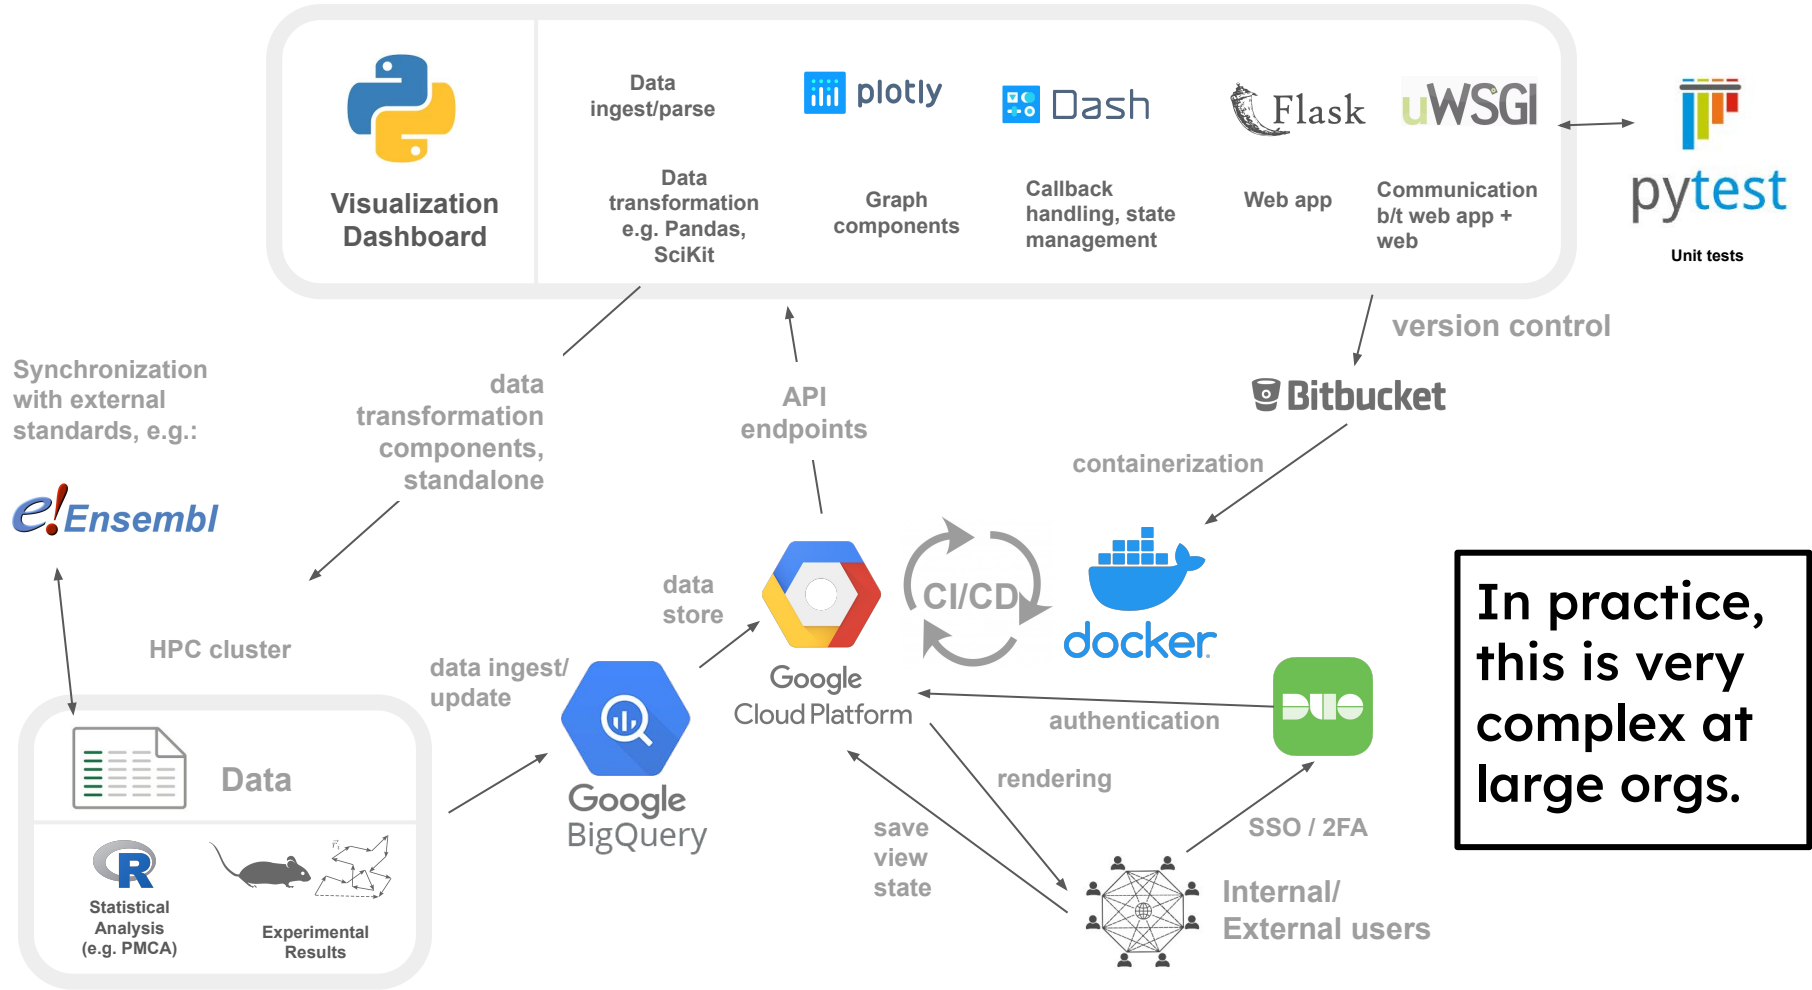 Visualization
Dashboard
Data
ingest/parse
Data
transformation
e.g. Pandas,
SciKit
plotly
Graph
components
Dash
Callback
handling, state
management
Flask
Web app
uWSGI
Communication
b/t web app +
web
pytest
Unit tests
version control
Bitbucket
containerization
docker
Synchronization
with external
standards, e.g.:
e!Ensembl
data
transformation
components,
standalone
API
endpoints
HPC cluster
data ingest/
update
data
store
CI/CD
Google
Cloud Platform
Google
BigQuery
Data
R
Statistical
Analysis
(e.g. PMCA)
Experimental
Results
DUO
authentication
rendering
save
view
state
SSO / 2FA
Internal/
External users
In practice,
this is very
complex at
large orgs.